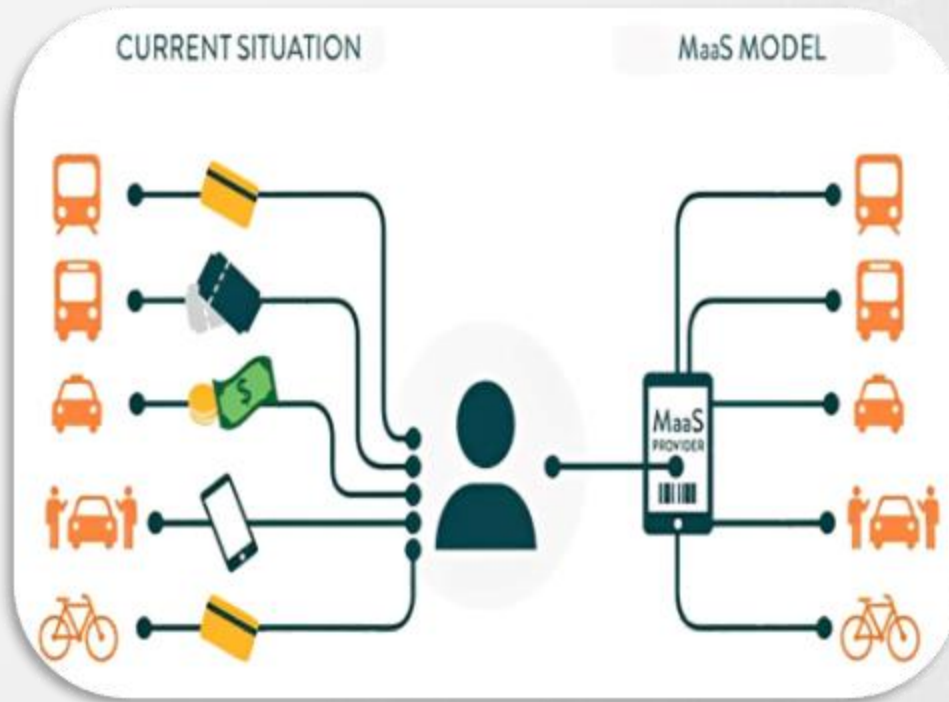 CURRENT SITUATION
MaaS MODEL
$
MaaS
PROVIDER